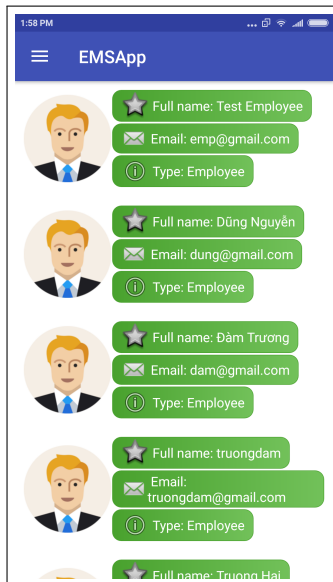 1:58 PM
EMSApp
Full name: Test Employee
Email: emp@gmail.com
Type: Employee
Full name: Dũng Nguyễn
Email: dung@gmail.com
Type: Employee
Full name: Đàm Trương
Email: dam@gmail.com
Type: Employee
Full name: truongdam
Email:
truongdam@gmail.com
Type: Employee
Full name: Truong Hai